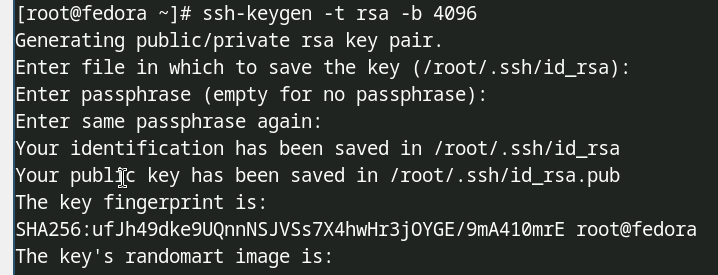 [root@fedora ~]# ssh-keygen -t rsa -b 4096
Generating public/private rsa key pair.
Enter file in which to save the key (/root/.ssh/id_rsa):
Enter passphrase (empty for no passphrase):
Enter same passphrase again:
Your identification has been saved in /root/.ssh/id_rsa
Your public key has been saved in /root/.ssh/id_rsa.pub
The key fingerprint is:
SHA256:ufJh49dke9UQnnNSJVSs7X4hwHr3jOYGE/9mA410mrE root@fedora
The key's randomart image is: